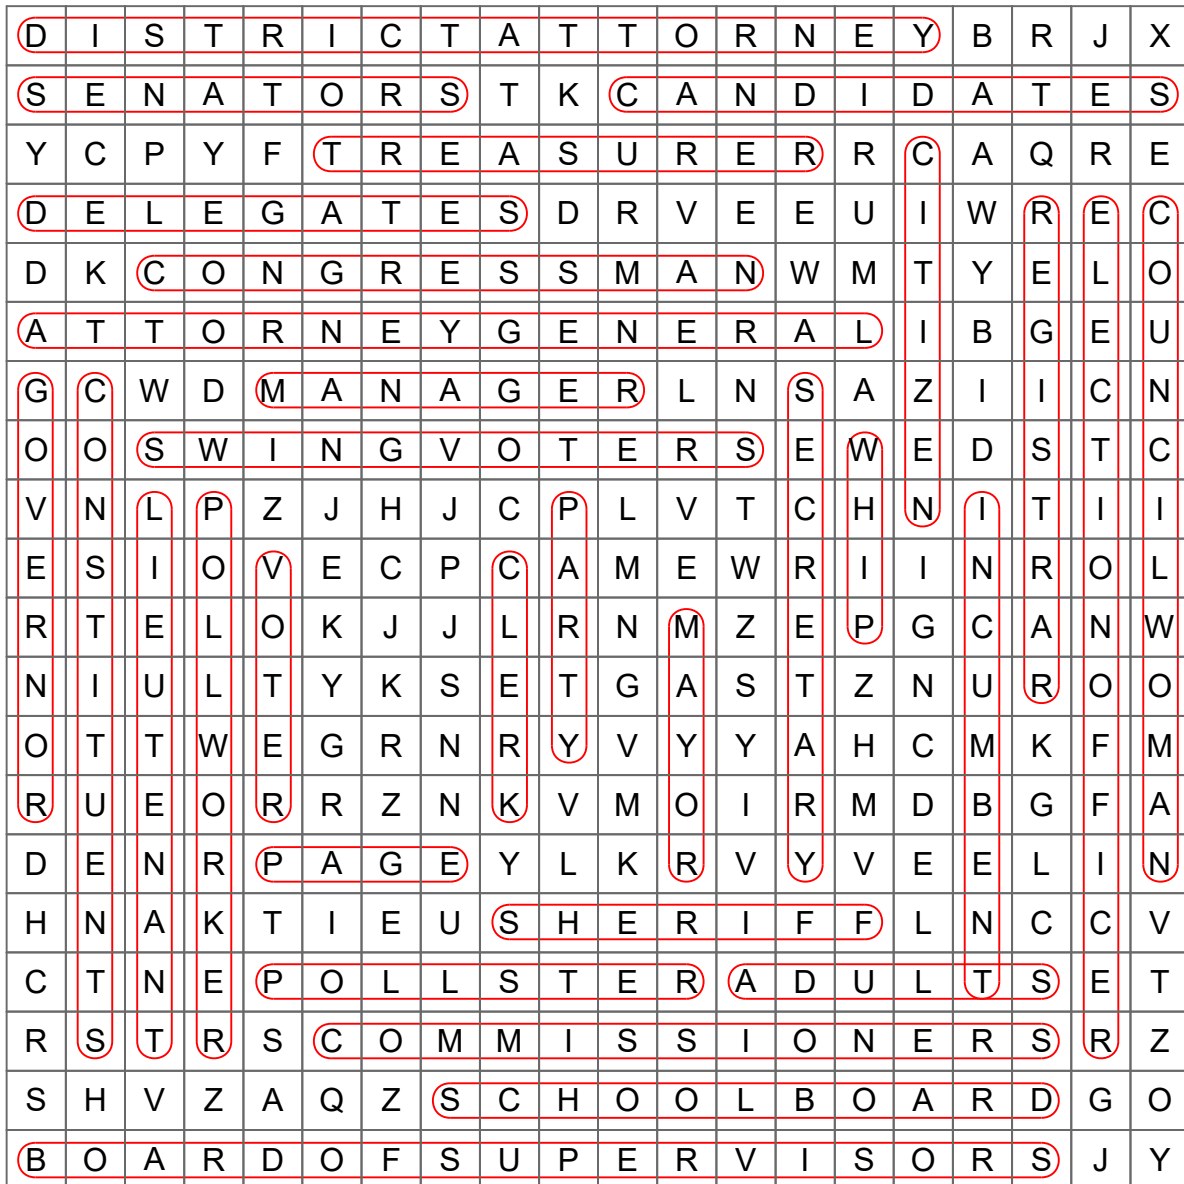 D I S T R I C T A T T O R N E Y B R J X
S E N A T O R S T K C A N D I D A T E S
Y C P Y F T R E A S U R E R R C A Q R E
D E L E G A T E S D R V E E U I W R E C
D K C O N G R E S S M A N W M T Y E L O
A T T O R N E Y G E N E R A L I B G E U
G C W D M A N A G E R L N S A Z I I C N
O O S W I N G V O T E R S E W E D S T C
V N L P Z J H J C P L V T C H N I T I I
E S I O V E C P C A M E W R I I N R O L
R T E L O K J J L R N M Z E P G C A N W
N I U L T Y K S E T G A S T Z N U R O O
O T T W E G R N R Y V Y Y A H C M K F M
R U E O R R Z N K V M O I R M D B G F A
D E N R P A G E Y L K R V Y V E E L I N
H N A K T I E U S H E R I F F L N C C V
C T N E P O L L S T E R A D U L T S E T
R S T R S C O M M I S S I O N E R S R Z
S H V Z A Q Z S C H O O L B O A R D G O
B O A R D O F S U P E R V I S O R S J Y